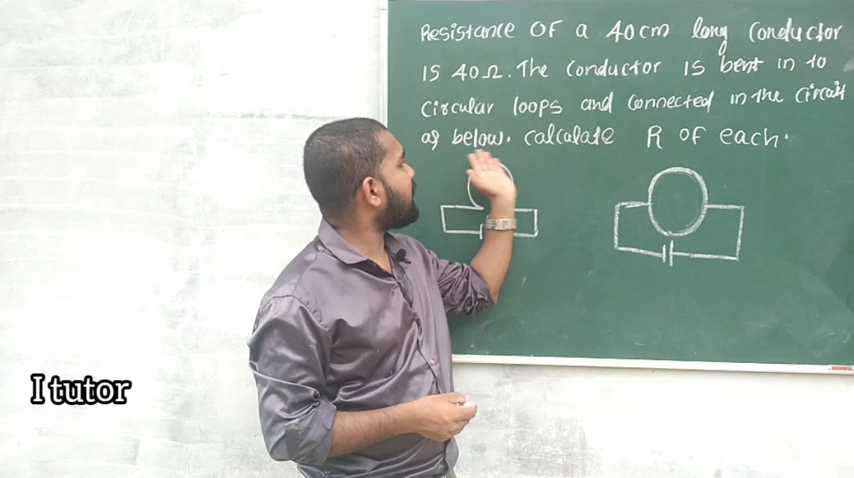 Resistance OF a 40cm long conductor
is 40Ω. The conductor is bent in to
circular loops and connected in the circuit
as below. calculate R of each.
I tutor